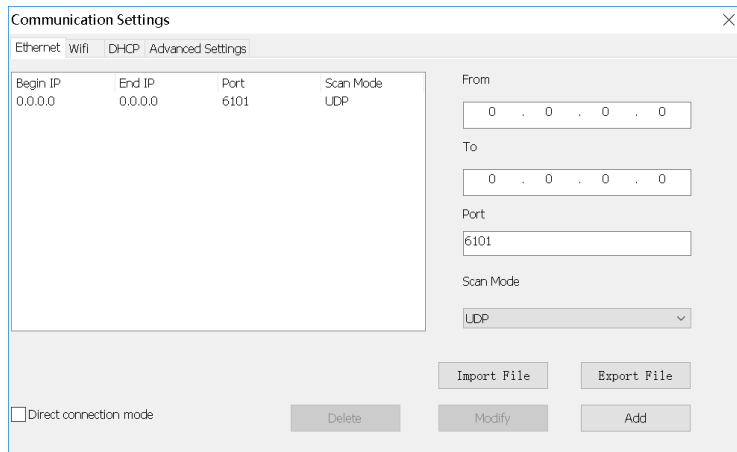 Communication Settings
Ethernet Wifi DHCP Advanced Settings
Begin IP End IP Port Scan Mode
0.0.0.0 0.0.0.0 6101 UDP
From
0 . 0 . 0 . 0
To
0 . 0 . 0 . 0
Port
6101
Scan Mode
UDP
Import File Export File
Direct connection mode Delete Modify Add